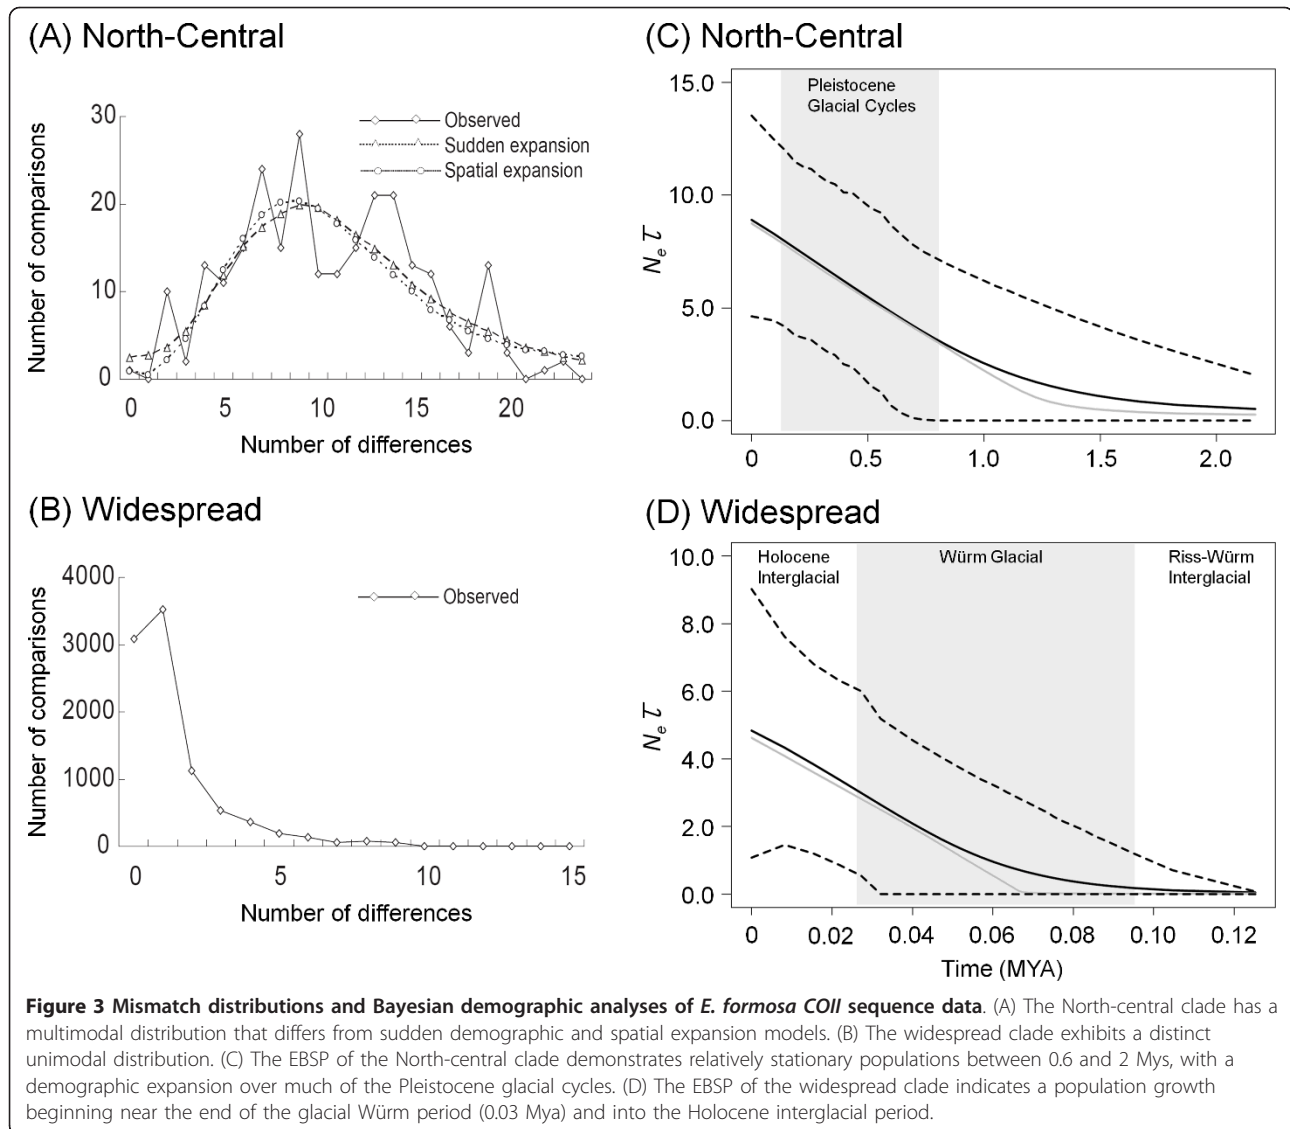 (A) North-Central
30
20
10
0
Number of comparisons
Observed
Sudden expansion
Spatial expansion
0 5 10 15 20
Number of differences
(B) Widespread
4000
3000
2000
1000
0
Number of comparisons
Observed
0 5 10 15
Number of differences
(C) North-Central
15.0
10.0
5.0
0.0
Nₑ τ
Pleistocene
Glacial Cycles
0 0.5 1.0 1.5 2.0
(D) Widespread
10.0
8.0
6.0
4.0
2.0
0.0
Nₑ τ
Holocene
Interglacial
Würm Glacial
Riss-Würm
Interglacial
0 0.02 0.04 0.06 0.08 0.10 0.12
Time (MYA)
Figure 3 Mismatch distributions and Bayesian demographic analyses of E. formosa COII sequence data. (A) The North-central clade has a
multimodal distribution that differs from sudden demographic and spatial expansion models. (B) The widespread clade exhibits a distinct
unimodal distribution. (C) The EBSP of the North-central clade demonstrates relatively stationary populations between 0.6 and 2 Mys, with a
demographic expansion over much of the Pleistocene glacial cycles. (D) The EBSP of the widespread clade indicates a population growth
beginning near the end of the glacial Würm period (0.03 Mya) and into the Holocene interglacial period.